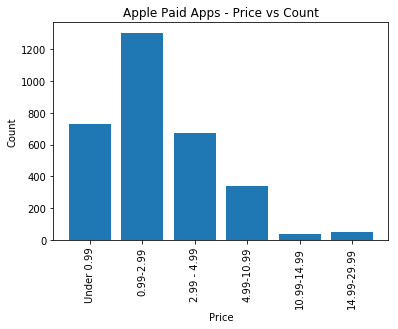 Apple Paid Apps - Price vs Count
Count
1200
1000
800
600
400
200
0
Under 0.99
0.99-2.99
2.99 - 4.99
4.99-10.99
10.99-14.99
14.99-29.99
Price